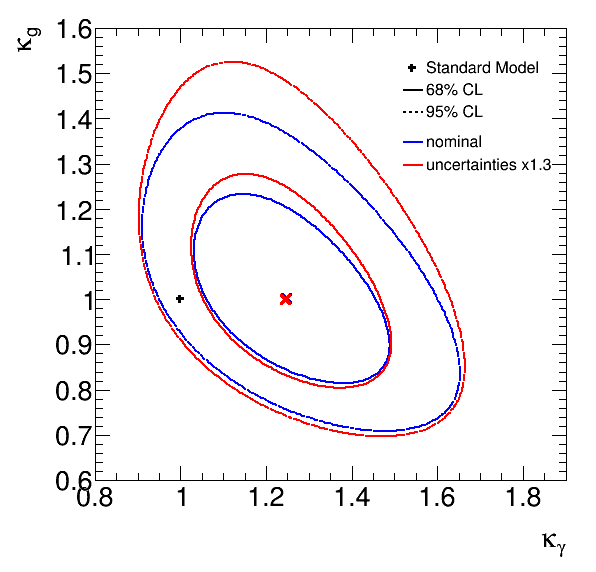 κg
1.6
1.5
1.4
1.3
1.2
1.1
1
0.9
0.8
0.7
0.6
Standard Model
68% CL
95% CL
nominal
uncertainties x1.3
0.8 1 1.2 1.4 1.6 1.8
κγ